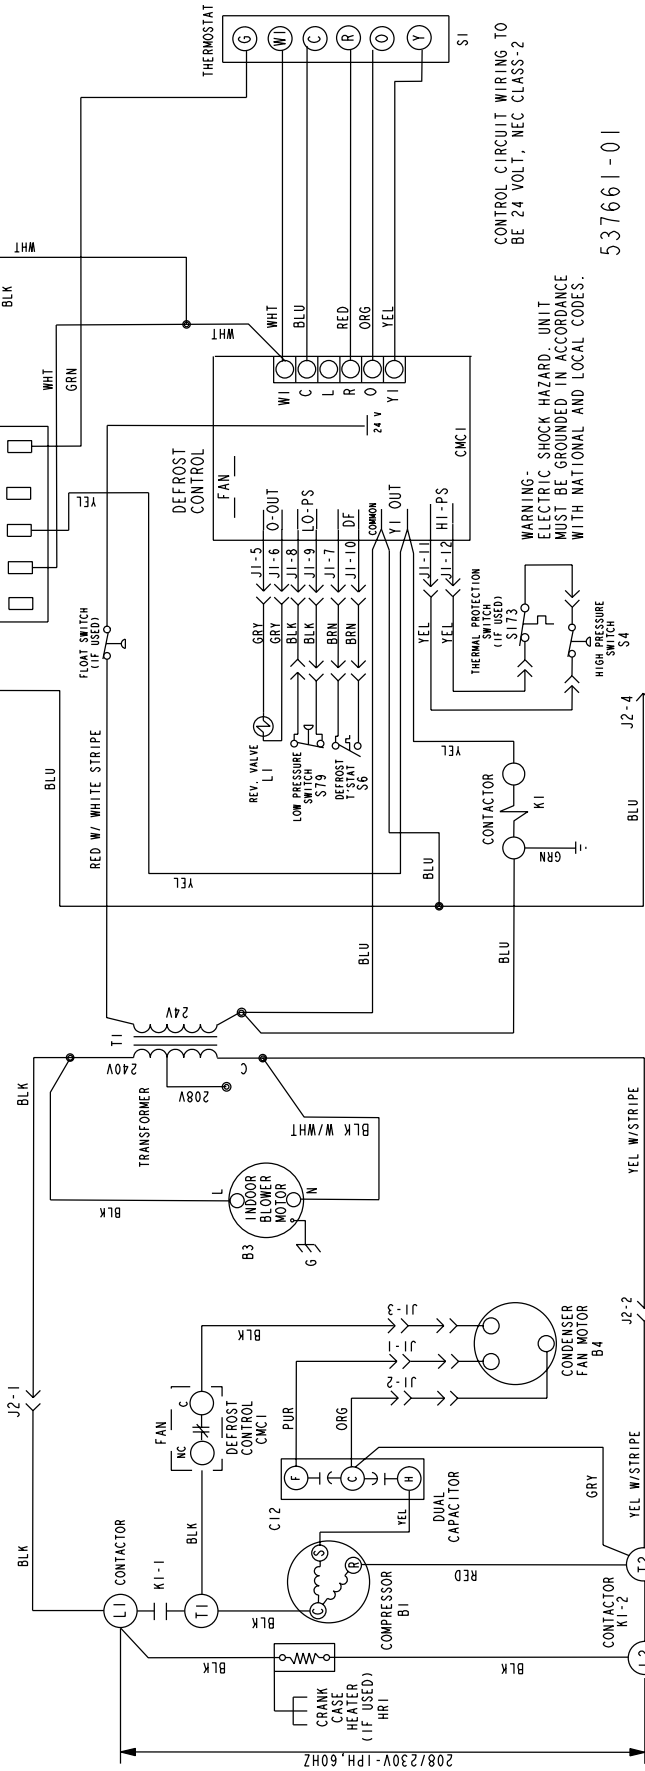 THERMOSTAT
G
W1
C
R
O
Y
S1
CONTROL CIRCUIT WIRING TO
BE 24 VOLT, NEC CLASS-2
537661-01
WARNING-
ELECTRIC SHOCK HAZARD. UNIT
MUST BE GROUNDED IN ACCORDANCE
WITH NATIONAL AND LOCAL CODES.
WHT
BLK
WHT
GRN
WHT
WHT
BLU
RED
ORG
YEL
W1
C
L
R
O
Y1
24 V
CMC1
DEFROST
CONTROL
FAN
O-OUT
LO-PS
DF
COMMON
Y1 OUT
HI-PS
J1-5
J1-6
J1-8
J1-9
J1-7
J1-10
J1-11
J1-12
GRY
GRY
BLK
BLK
BRN
BRN
YEL
YEL
YEL
FLOAT SWITCH
(IF USED)
REV. VALVE
L1
LOW PRESSURE
SWITCH
S79
DEFROST
T'STAT
S6
THERMAL PROTECTION
SWITCH
(IF USED)
S173
HIGH PRESSURE
SWITCH
S4
J2-4
BLU
RED W/ WHITE STRIPE
YEL
YEL
CONTACTOR
K1
GRN
BLU
BLU
BLU
BLU
24V
T1
240V
208V
C
TRANSFORMER
BLK
BLK
BLK W/WHT
YEL W/STRIPE
L
INDOOR
BLOWER
MOTOR
N
B3
G
J2-1
J2-2
BLK
J1-3
J1-1
J1-2
CONDENSER
FAN MOTOR
B4
FAN
C
NC
DEFROST
CONTROL
CMC1
PUR
ORG
F
C
H
C12
DUAL
CAPACITOR
YEL
GRY
YEL W/STRIPE
BLK
BLK
CONTACTOR
L1
K1-1
T1
BLK
S
R
C
COMPRESSOR
B1
RED
T2
CONTACTOR
K1-2
L2
BLK
BLK
CRANK
CASE
HEATER
(IF USED)
HR1
208/230V-1PH,60HZ